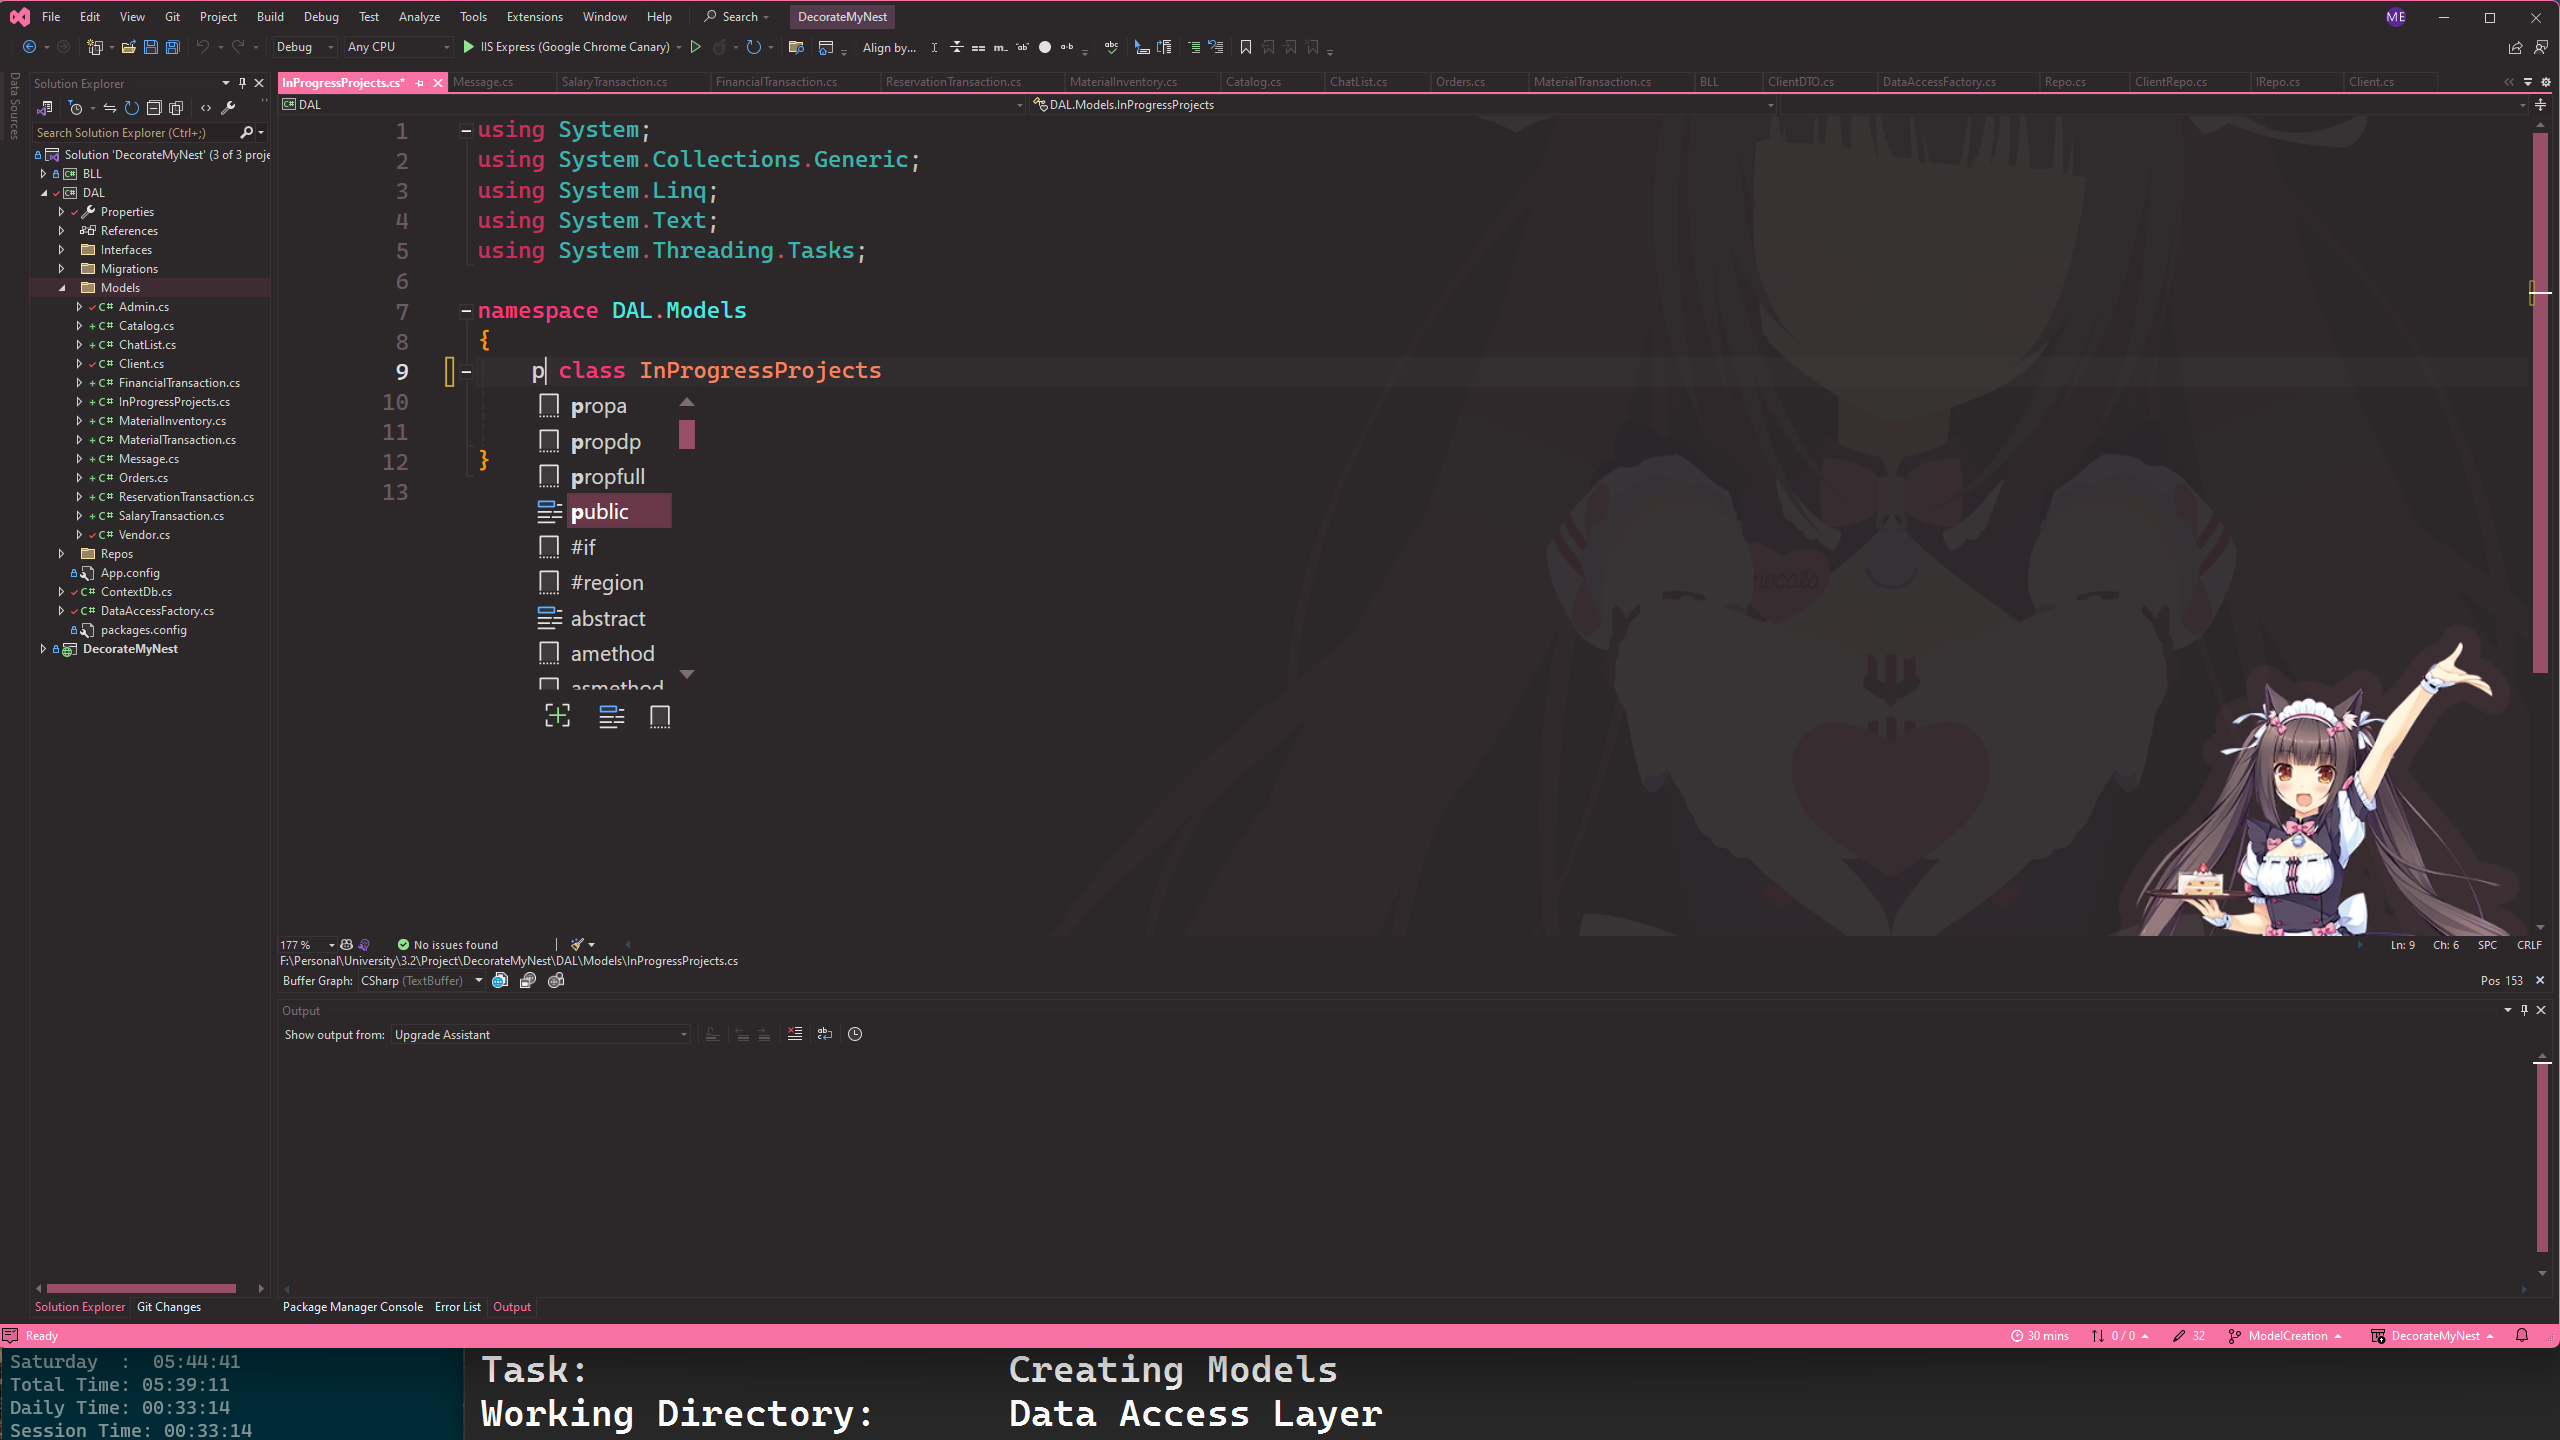 File Edit View Git Project Build Debug Test Analyze Tools Extensions Window Help Search DecorateMyNest ME
Debug Any CPU IIS Express (Google Chrome Canary) Align by...
Data Sources
Solution Explorer
Search Solution Explorer (Ctrl+;)
Solution 'DecorateMyNest' (3 of 3 proje
BLL
DAL
Properties
References
Interfaces
Migrations
Models
Admin.cs
Catalog.cs
ChatList.cs
Client.cs
FinancialTransaction.cs
InProgressProjects.cs
MaterialInventory.cs
MaterialTransaction.cs
Message.cs
Orders.cs
ReservationTransaction.cs
SalaryTransaction.cs
Vendor.cs
Repos
App.config
ContextDb.cs
DataAccessFactory.cs
packages.config
DecorateMyNest
Solution Explorer Git Changes
InProgressProjects.cs* Message.cs SalaryTransaction.cs FinancialTransaction.cs ReservationTransaction.cs MaterialInventory.cs Catalog.cs ChatList.cs Orders.cs MaterialTransaction.cs BLL ClientDTO.cs DataAccessFactory.cs Repo.cs ClientRepo.cs IRepo.cs Client.cs
DAL DAL.Models.InProgressProjects
1 using System;
2 using System.Collections.Generic;
3 using System.Linq;
4 using System.Text;
5 using System.Threading.Tasks;
6
7 namespace DAL.Models
8 {
9 p class InProgressProjects
10
11
12 }
13
propa
propdp
propfull
public
#if
#region
abstract
amethod
asmethod
177 % No issues found Ln: 9 Ch: 6 SPC CRLF
F:\Personal\University\3.2\Project\DecorateMyNest\DAL\Models\InProgressProjects.cs
Buffer Graph: CSharp (TextBuffer) Pos 153
Output
Show output from: Upgrade Assistant
Package Manager Console Error List Output
Ready 30 mins 0 / 0 32 ModelCreation DecorateMyNest
Saturday : 05:44:41
Total Time: 05:39:11
Daily Time: 00:33:14
Session Time: 00:33:14
Task: Creating Models
Working Directory: Data Access Layer